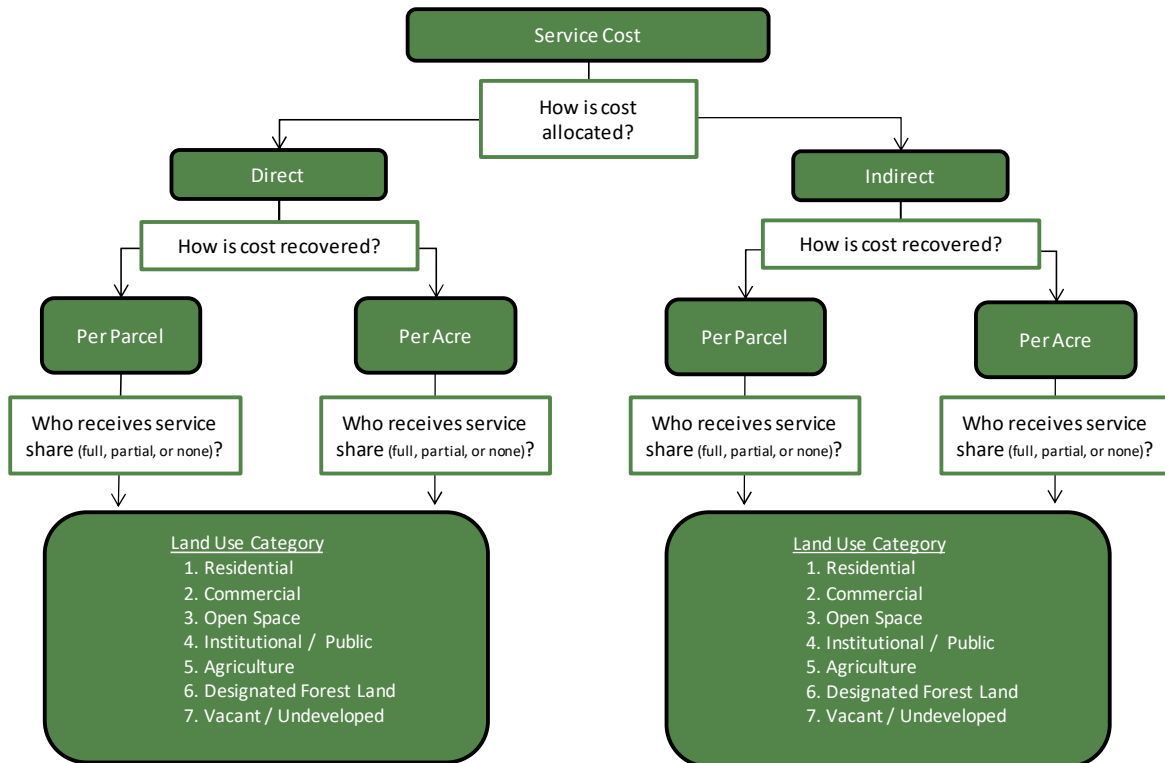 Service Cost
How is cost
allocated?
Direct
Indirect
How is cost recovered?
How is cost recovered?
Per Parcel
Per Acre
Per Parcel
Per Acre
Who receives service
share (full, partial, or none)?
Who receives service
share (full, partial, or none)?
Who receives service
share (full, partial, or none)?
Who receives service
share (full, partial, or none)?
Land Use Category
1. Residential
2. Commercial
3. Open Space
4. Institutional / Public
5. Agriculture
6. Designated Forest Land
7. Vacant / Undeveloped
Land Use Category
1. Residential
2. Commercial
3. Open Space
4. Institutional / Public
5. Agriculture
6. Designated Forest Land
7. Vacant / Undeveloped